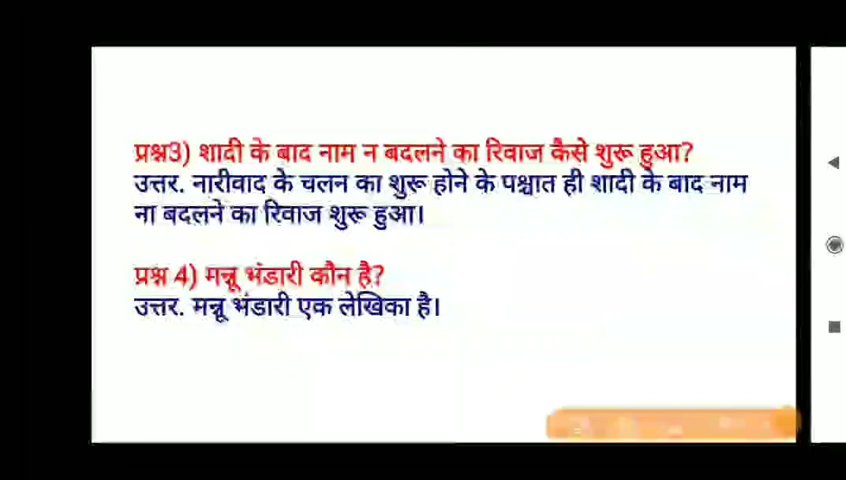 प्रश्न3) शादी के बाद नाम न बदलने का रिवाज कैसे शुरू हुआ?
उत्तर. नारीवाद के चलन का शुरू होने के पश्चात ही शादी के बाद नाम
ना बदलने का रिवाज शुरू हुआ।
प्रश्न 4) मन्नू भंडारी कौन है?
उत्तर. मन्नू भंडारी एक लेखिका है।